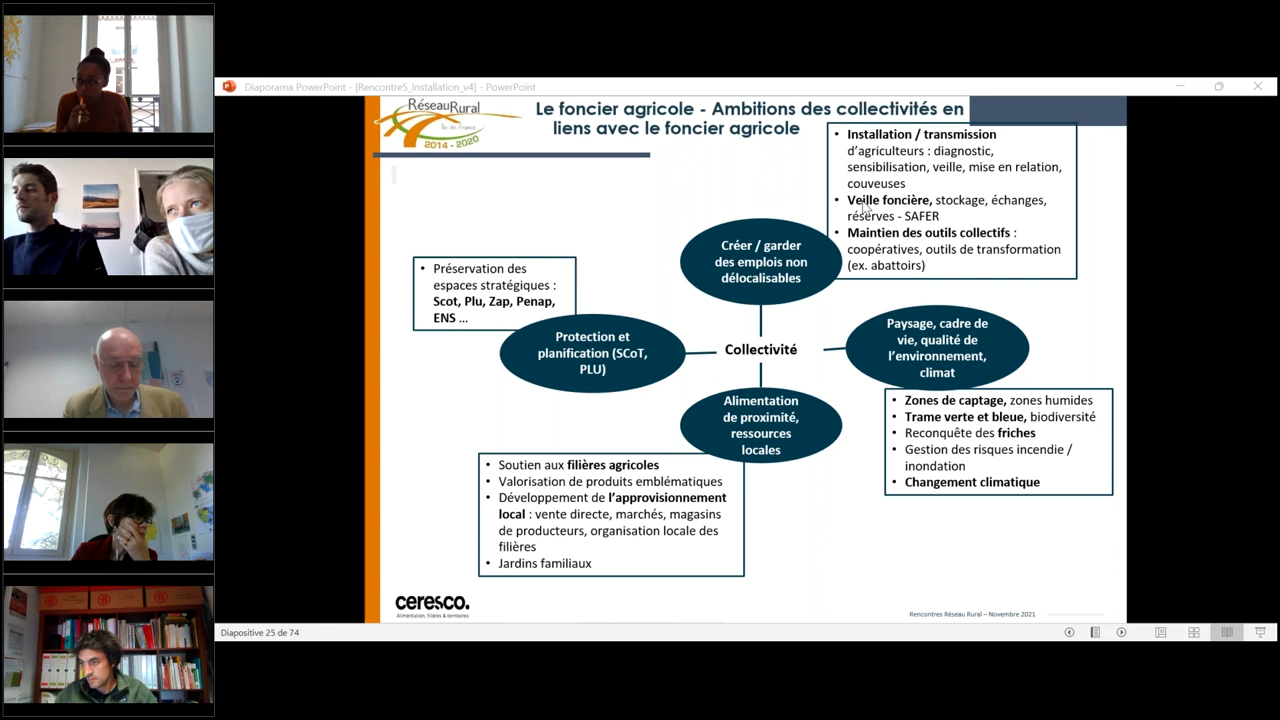 Diaporama PowerPoint - [Rencontre5_Installation_v4] - PowerPoint
RéseauRural
Île de France
2014 - 2020
Le foncier agricole - Ambitions des collectivités en
liens avec le foncier agricole
• Installation / transmission
d’agriculteurs : diagnostic,
sensibilisation, veille, mise en relation,
couveuses
• Veille foncière, stockage, échanges,
réserves - SAFER
• Maintien des outils collectifs :
coopératives, outils de transformation
(ex. abattoirs)
Créer / garder
des emplois non
délocalisables
• Préservation des
espaces stratégiques :
Scot, Plu, Zap, Penap,
ENS ...
Protection et
planification (SCoT,
PLU)
Collectivité
Paysage, cadre de
vie, qualité de
l’environnement,
climat
• Zones de captage, zones humides
• Trame verte et bleue, biodiversité
• Reconquête des friches
• Gestion des risques incendie /
inondation
• Changement climatique
Alimentation
de proximité,
ressources
locales
• Soutien aux filières agricoles
• Valorisation de produits emblématiques
• Développement de l’approvisionnement
local : vente directe, marchés, magasins
de producteurs, organisation locale des
filières
• Jardins familiaux
ceresco.
Alimentation, filières & territoires
Rencontres Réseau Rural – Novembre 2021
Diapositive 25 de 74